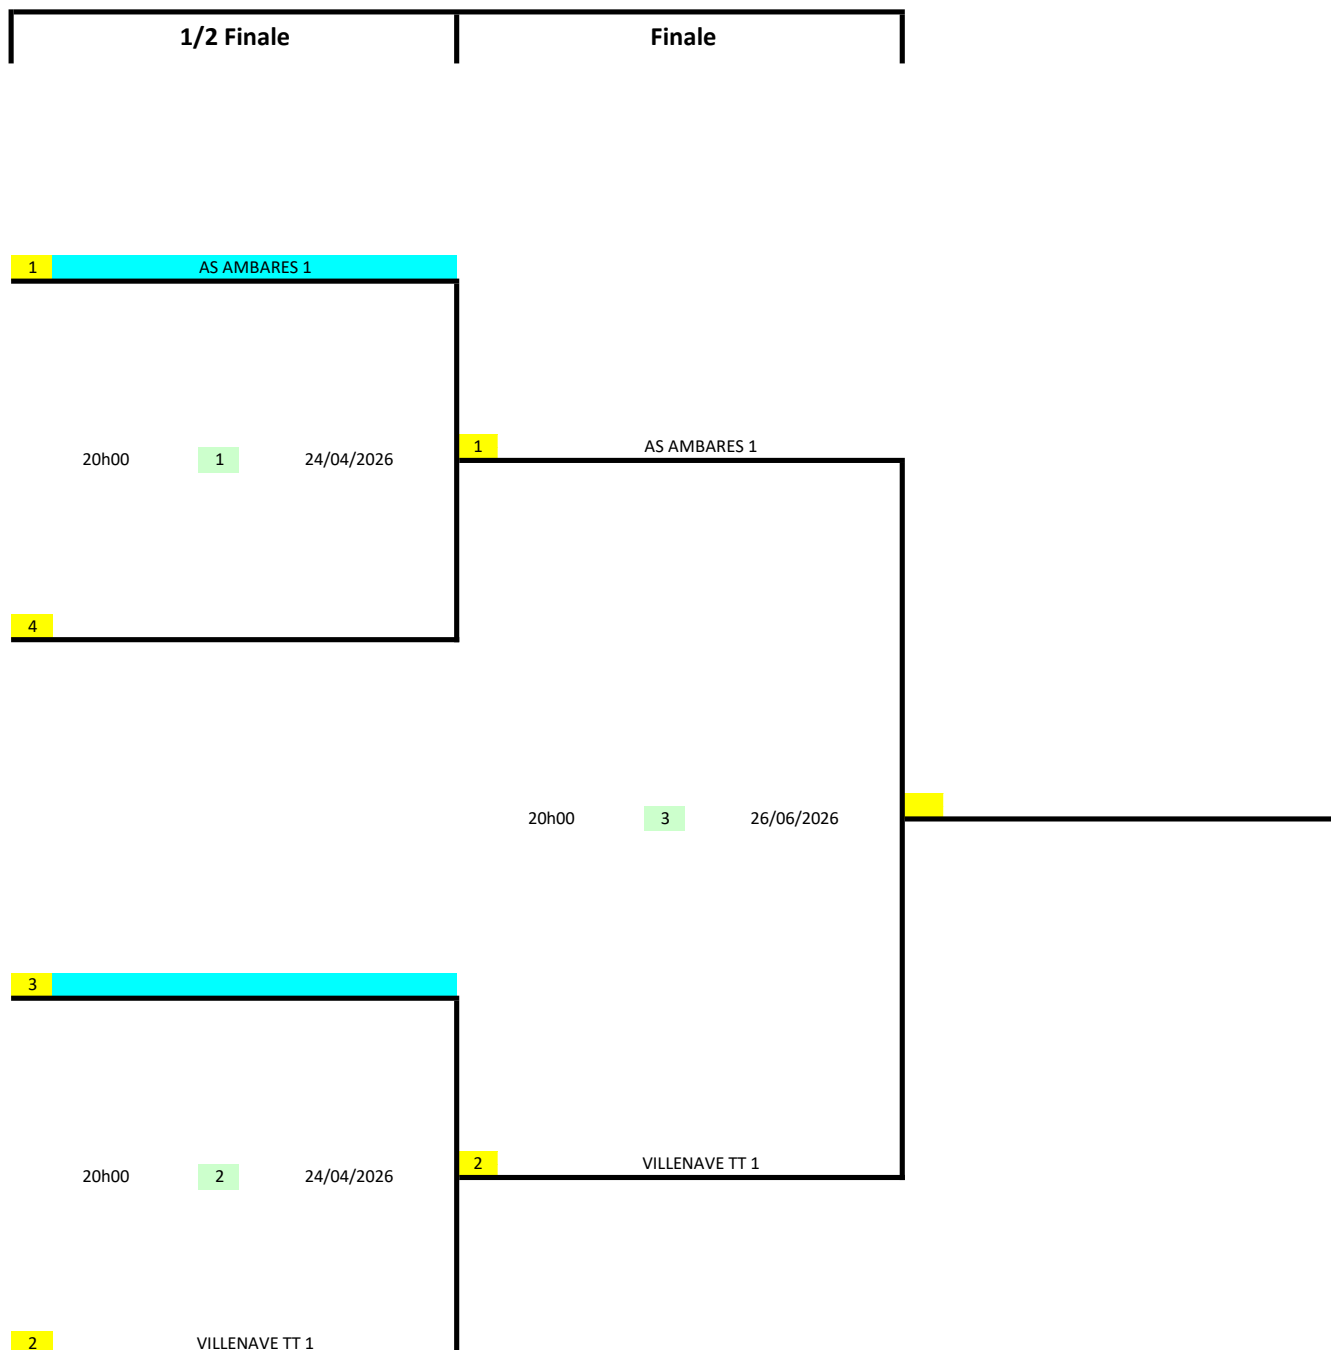 1/2 Finale Finale
1 AS AMBARES 1
1 AS AMBARES 1
20h00 1 24/04/2026
4
20h00 3 26/06/2026
3
2 VILLENAVE TT 1
20h00 2 24/04/2026
2 VILLENAVE TT 1